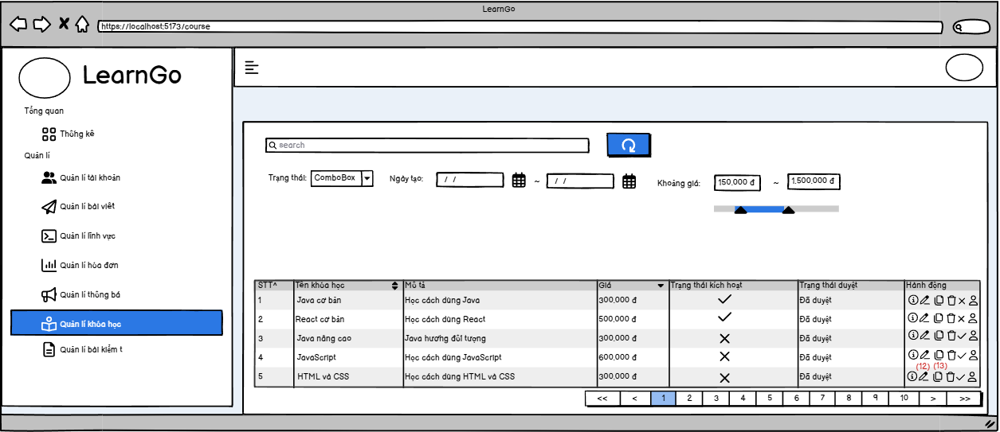 LearnGo
https://localhost:5173/course
LearnGo
Tổng quan
Thông kê
Quản lí
Quản lí tài khoản
Quản lí bài viết
Quản lí lĩnh vực
Quản lí hóa đơn
Quản lí thông bá
Quản lí khóa học
Quản lí bài kiểm t
search
Trạng thái: ComboBox Ngày tạo: / / ~ / / Khoảng giá: 150,000 đ ~ 1.500,000 đ
STT^ Tên khóa học Mô tả Giá Trạng thái kích hoạt Trạng thái duyệt Hành động
1 Java cơ bản Học cách dùng Java 300,000 đ Đã duyệt
2 React cơ bản Học cách dùng React 500,000 đ Đã duyệt
3 Java nâng cao Java hướng đối tượng 300,000 đ Đã duyệt
4 JavaScript Học cách dùng JavaScript 600,000 đ Đã duyệt
(12) (13)
5 HTML và CSS Học cách dùng HTML và CSS 300,000 đ Đã duyệt
<< < 1 2 3 4 5 6 7 8 9 10 > >>